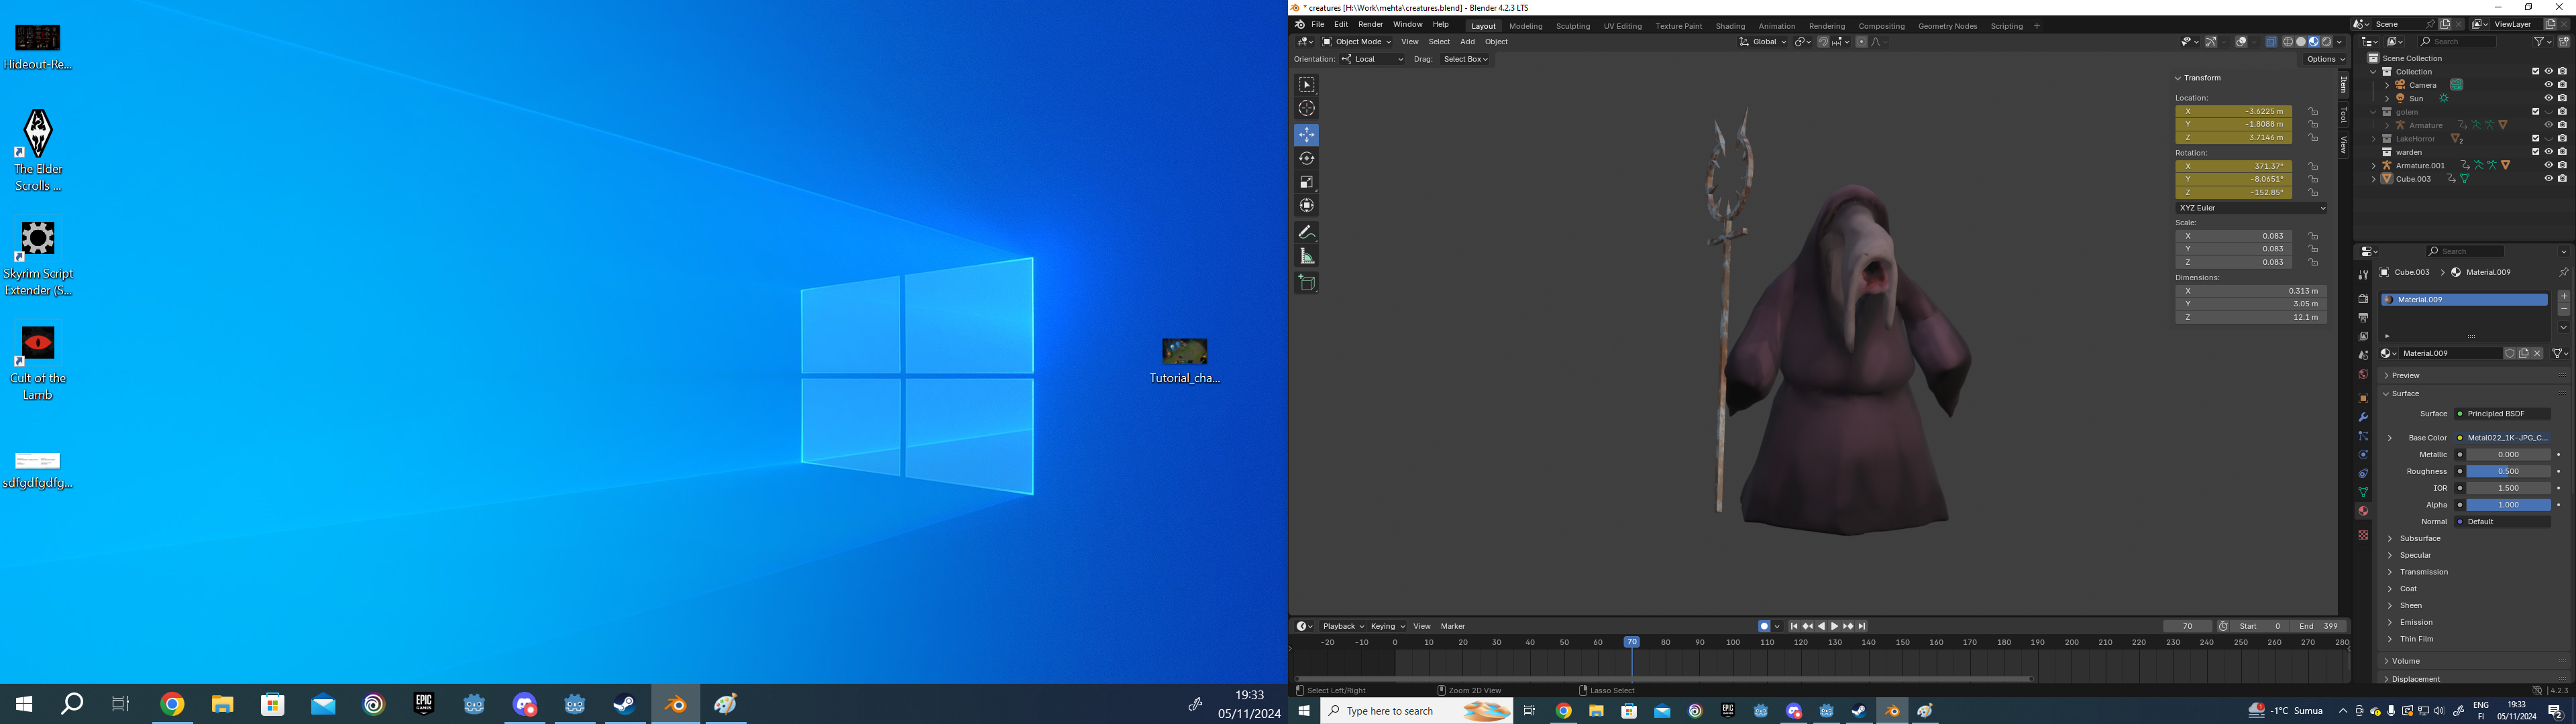 Hideout-Re...
The Elder
Scrolls ...
Skyrim Script
Extender (S...
Cult of the
Lamb
sdfgdfgdfg...
Tutorial_cha...
EPIC
GAMES
19:33
05/11/2024
* creatures [H:\Work\mehta\creatures.blend] - Blender 4.2.3 LTS
File Edit Render Window Help
Layout Modeling Sculpting UV Editing Texture Paint Shading Animation Rendering Compositing Geometry Nodes Scripting +
Scene
ViewLayer
Object Mode View Select Add Object
Global
Orientation: Local Drag: Select Box
Options
Transform
Location:
X -3.6225 m
Y -1.8088 m
Z 3.7146 m
Rotation:
X 371.37°
Y -8.0651°
Z -152.85°
XYZ Euler
Scale:
X 0.083
Y 0.083
Z 0.083
Dimensions:
X 0.313 m
Y 3.05 m
Z 12.1 m
Item
Tool
View
Search
Scene Collection
Collection
Camera
Sun
golem
Armature
LakeHorror 2
warden
Armature.001
Cube.003
Search
Cube.003 > Material.009
Material.009
Material.009
Preview
Surface
Surface Principled BSDF
Base Color Metal022_1K-JPG_C...
Metallic 0.000
Roughness 0.500
IOR 1.500
Alpha 1.000
Normal Default
Subsurface
Specular
Transmission
Coat
Sheen
Emission
Thin Film
Volume
Displacement
Playback Keying View Marker
70 Start 0 End 399
-20 -10 0 10 20 30 40 50 60 70 80 90 100 110 120 130 140 150 160 170 180 190 200 210 220 230 240 250 260 270 280
Select Left/Right Zoom 2D View Lasso Select
4.2.3
Type here to search
EPIC
-1°C Sumua
ENG
FI
19:33
05/11/2024